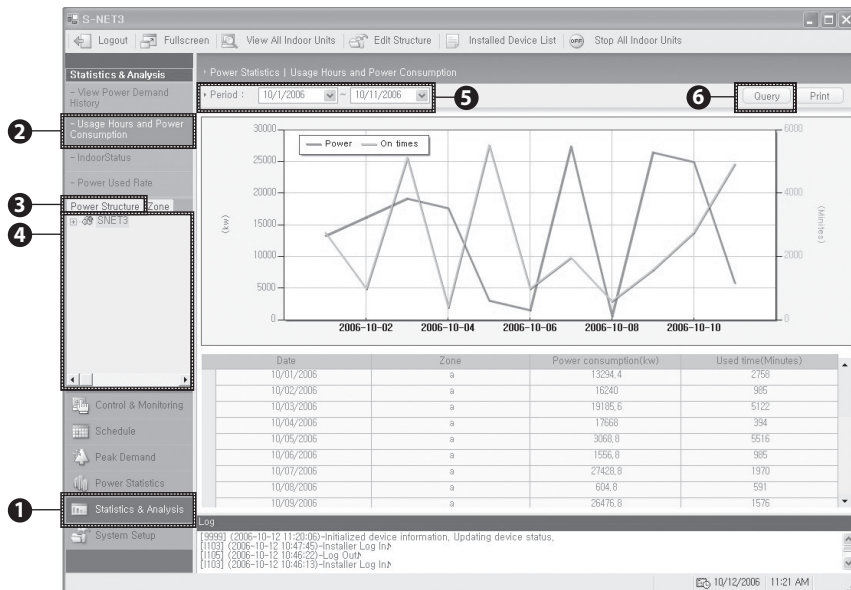 S-NET3
Logout Fullscreen View All Indoor Units Edit Structure Installed Device List OFF Stop All Indoor Units
Statistics & Analysis
- View Power Demand
History
- Usage Hours and Power
Consumption
- IndoorStatus
- Power Used Rate
Power Structure Zone
SNET3
Control & Monitoring
Schedule
Peak Demand
Power Statistics
Statistics & Analysis
System Setup
1
2
3
4
Power Statistics | Usage Hours and Power Consumption
Period : 10/1/2006 ~ 10/11/2006 5 6 Query Print
Power On times
(kw)
30000
25000
20000
15000
10000
5000
0
6000
4000
2000
0
(Minutes)
2006-10-02 2006-10-04 2006-10-06 2006-10-08 2006-10-10
Date Zone Power consumption(kw) Used time(Minutes)
10/01/2006 a 13294,4 2758
10/02/2006 a 16240 985
10/03/2006 a 19185,6 5122
10/04/2006 a 17668 394
10/05/2006 a 3068,8 5516
10/06/2006 a 1556,8 985
10/07/2006 a 27428,8 1970
10/08/2006 a 604,8 591
10/09/2006 a 26476,8 1576
Log
[9999] (2006-10-12 11:20:06)-Initialized device information, Updating device status,
[1103] (2006-10-12 10:47:45)-Installer Log In♪
[1105] (2006-10-12 10:46:22)-Log Out♪
[1103] (2006-10-12 10:46:13)-Installer Log In♪
10/12/2006 11:21 AM